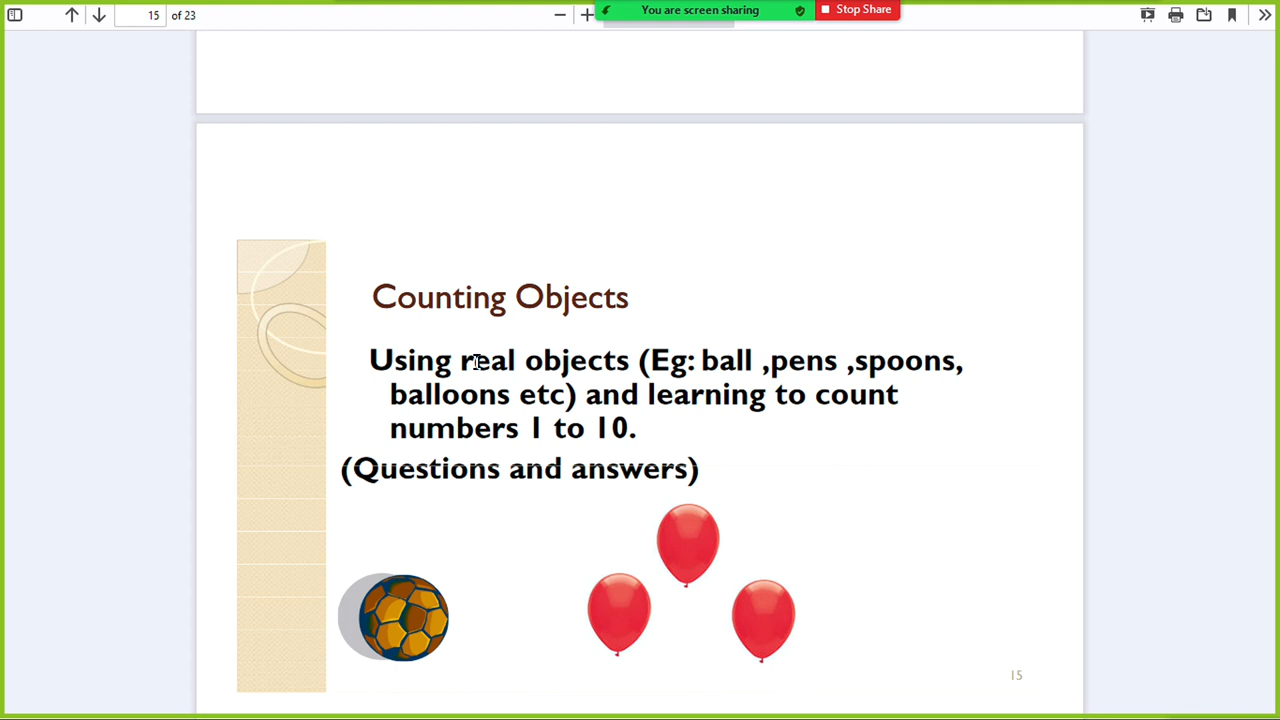 15 of 23
You are screen sharing
Stop Share
Counting Objects
Using real objects (Eg: ball ,pens ,spoons,
balloons etc) and learning to count
numbers 1 to 10.
(Questions and answers)
15